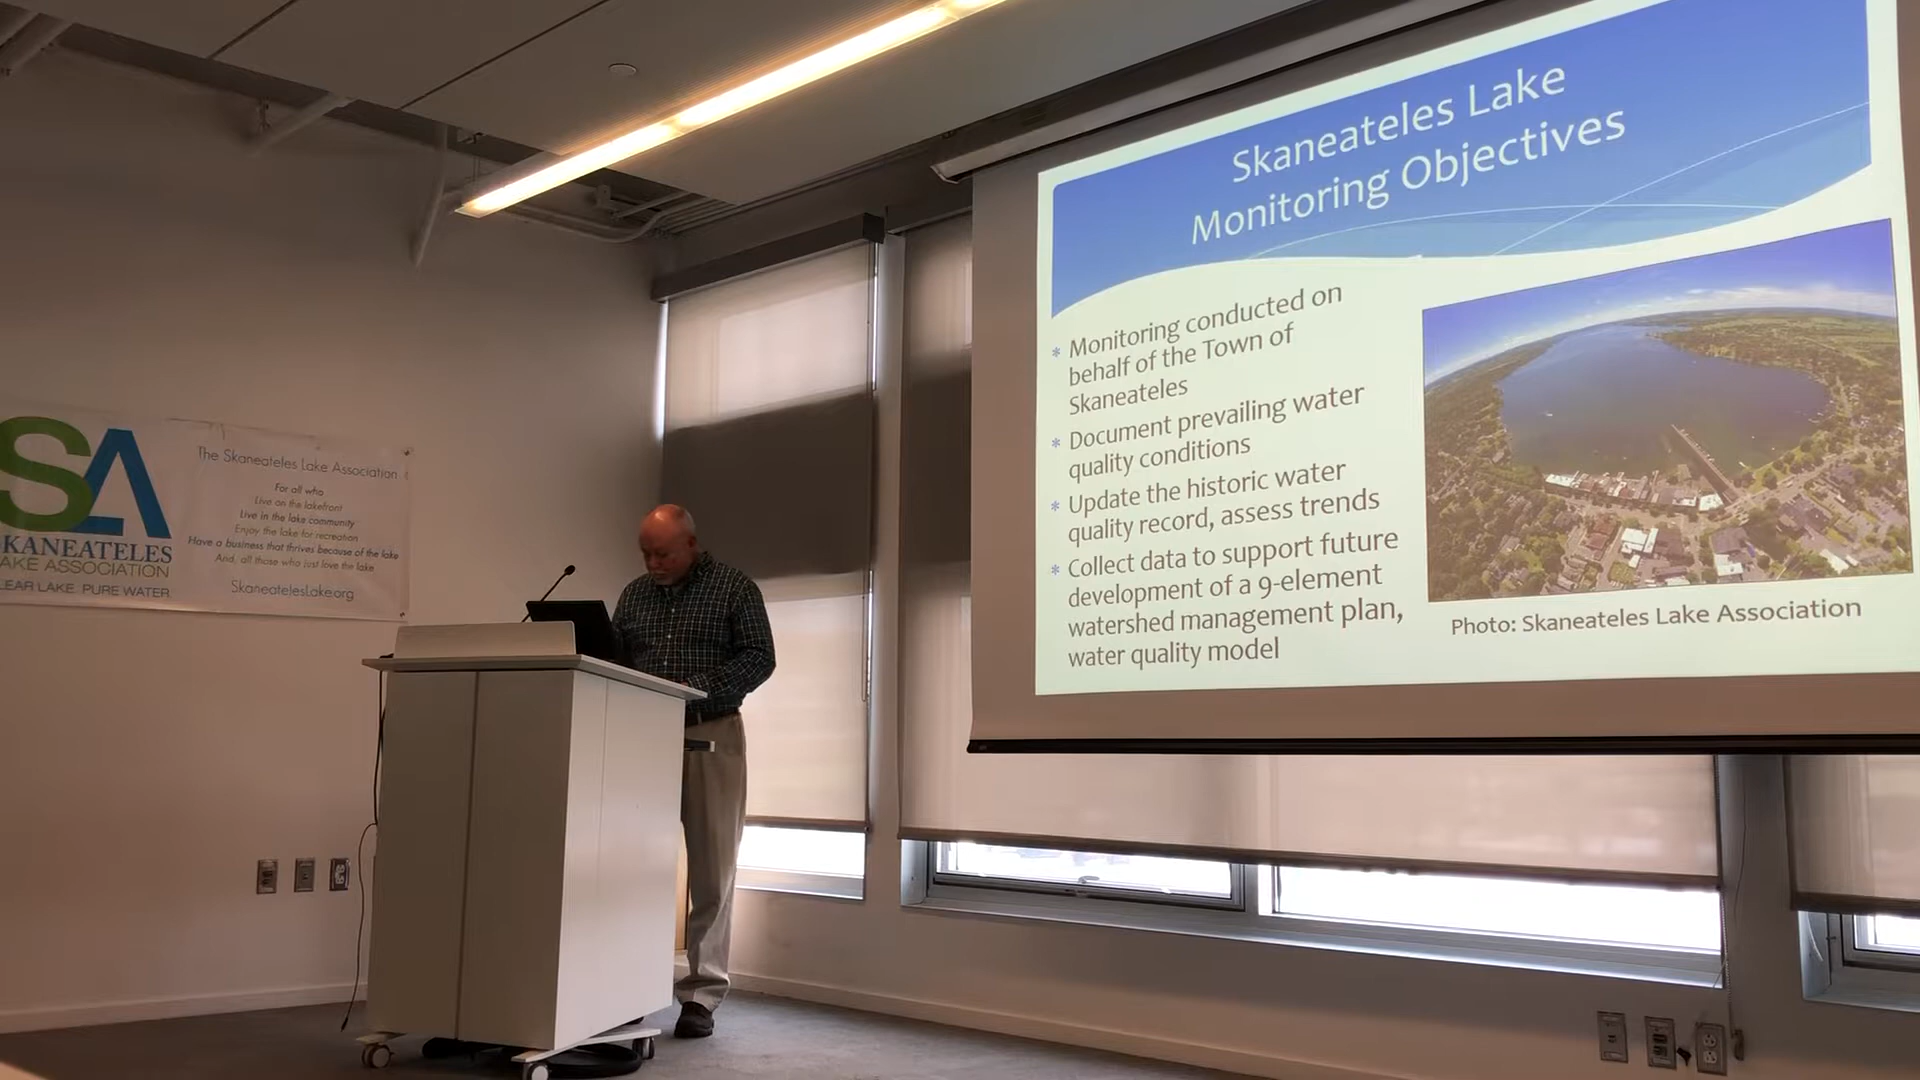 Skaneateles Lake
Monitoring Objectives
* Monitoring conducted on
behalf of the Town of
Skaneateles
* Document prevailing water
quality conditions
* Update the historic water
quality record, assess trends
* Collect data to support future
development of a 9-element
watershed management plan,
water quality model
Photo: Skaneateles Lake Association
SLA
KANEATELES
AKE ASSOCIATION
LEAR LAKE PURE WATER
The Skaneateles Lake Association
For all who
Live on the lakefront
Live in the lake community
Enjoy the lake for recreation
Have a business that thrives because of the lake
And, all those who just love the lake
SkaneatelesLake.org